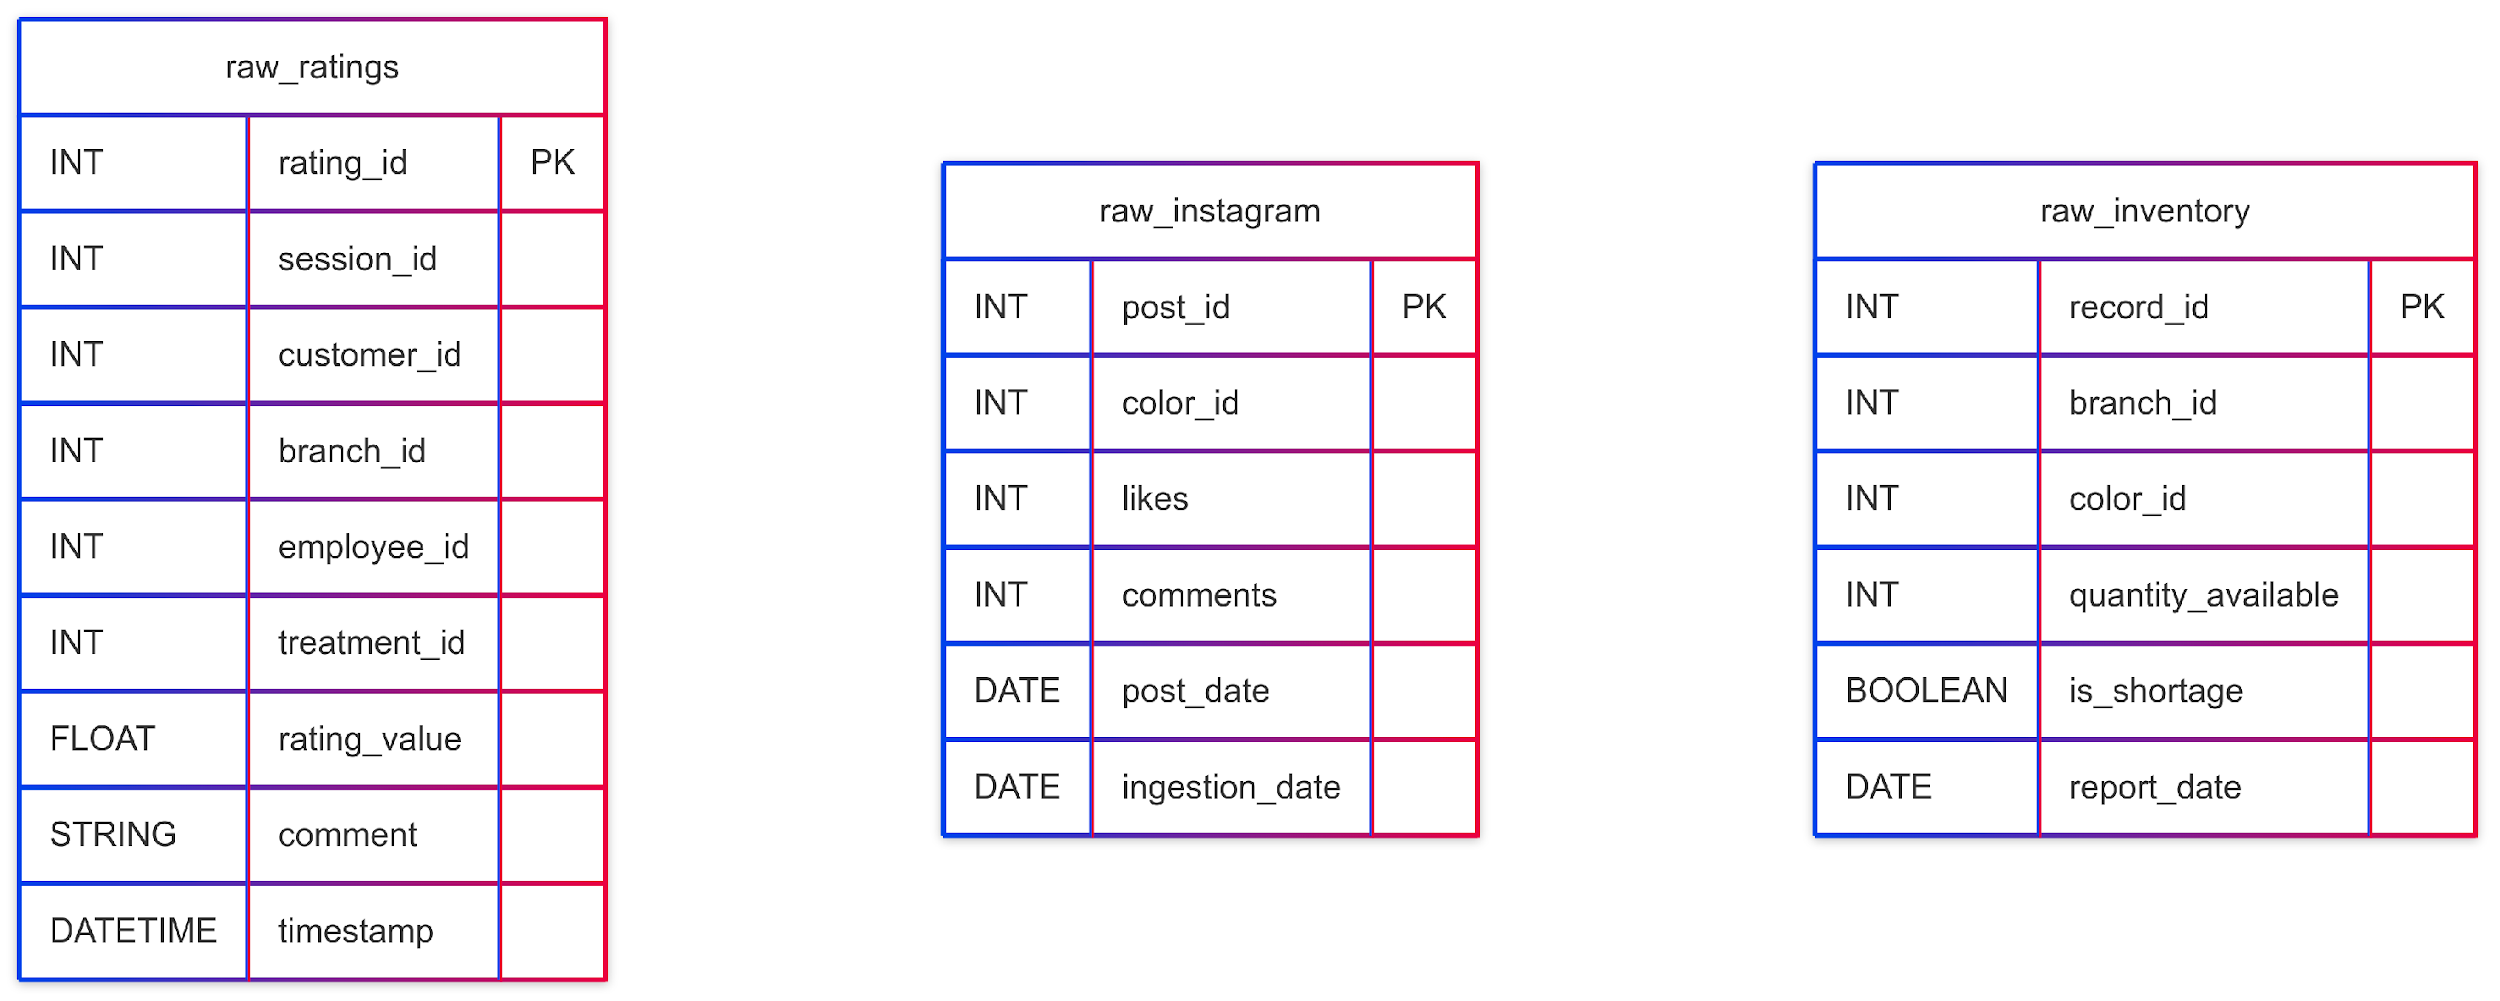 raw_ratings
INT rating_id PK
INT session_id
INT customer_id
INT branch_id
INT employee_id
INT treatment_id
FLOAT rating_value
STRING comment
DATETIME timestamp
raw_instagram
INT post_id PK
INT color_id
INT likes
INT comments
DATE post_date
DATE ingestion_date
raw_inventory
INT record_id PK
INT branch_id
INT color_id
INT quantity_available
BOOLEAN is_shortage
DATE report_date